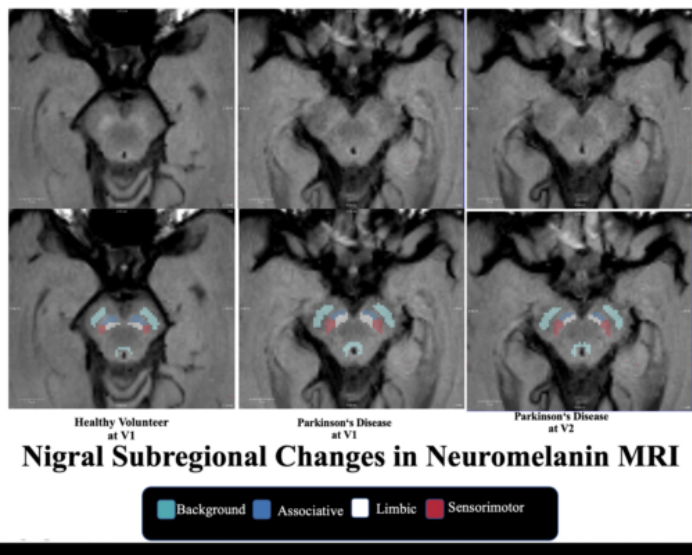 Healthy Volunteer
at V1
Parkinson's Disease
at V1
Parkinson's Disease
at V2
Nigral Subregional Changes in Neuromelanin MRI
Background Associative Limbic Sensorimotor